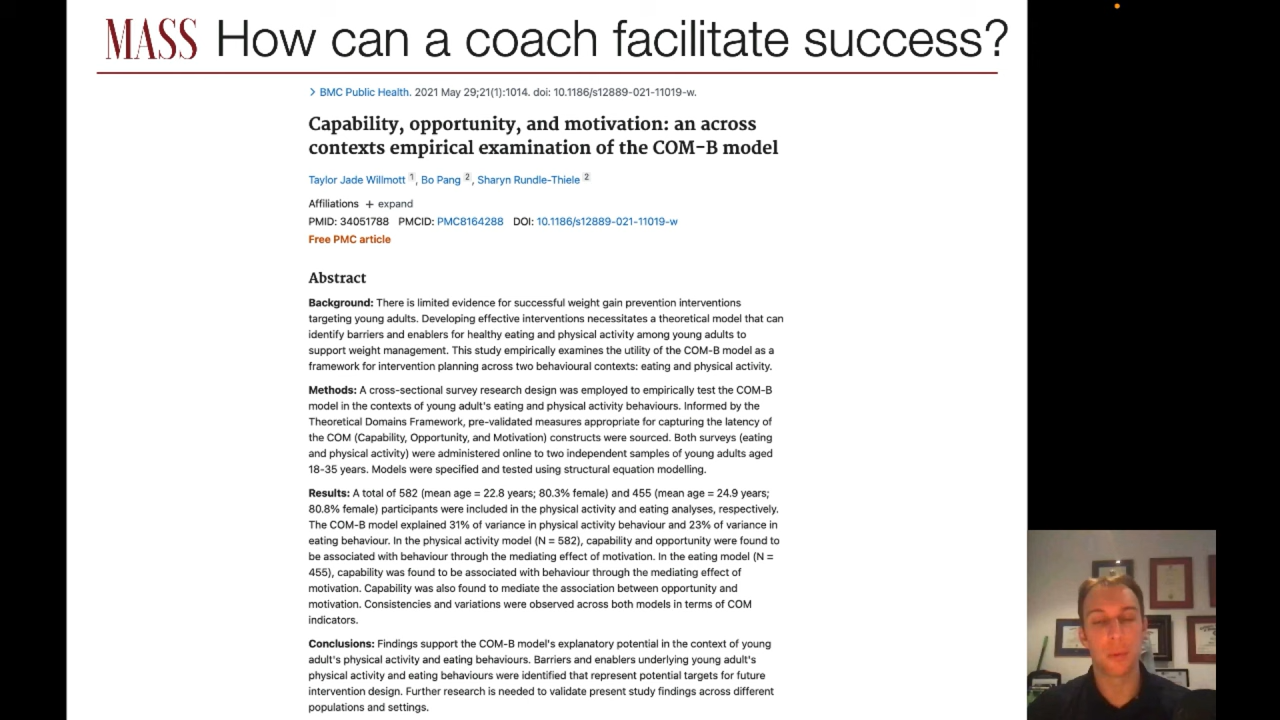 MASS How can a coach facilitate success?
> BMC Public Health. 2021 May 29;21(1):1014. doi: 10.1186/s12889-021-11019-w.
Capability, opportunity, and motivation: an across
contexts empirical examination of the COM-B model
Taylor Jade Willmott 1, Bo Pang 2, Sharyn Rundle-Thiele 2
Affiliations + expand
PMID: 34051788 PMCID: PMC8164288 DOI: 10.1186/s12889-021-11019-w
Free PMC article
Abstract
Background: There is limited evidence for successful weight gain prevention interventions
targeting young adults. Developing effective interventions necessitates a theoretical model that can
identify barriers and enablers for healthy eating and physical activity among young adults to
support weight management. This study empirically examines the utility of the COM-B model as a
framework for intervention planning across two behavioural contexts: eating and physical activity.
Methods: A cross-sectional survey research design was employed to empirically test the COM-B
model in the contexts of young adult's eating and physical activity behaviours. Informed by the
Theoretical Domains Framework, pre-validated measures appropriate for capturing the latency of
the COM (Capability, Opportunity, and Motivation) constructs were sourced. Both surveys (eating
and physical activity) were administered online to two independent samples of young adults aged
18-35 years. Models were specified and tested using structural equation modelling.
Results: A total of 582 (mean age = 22.8 years; 80.3% female) and 455 (mean age = 24.9 years;
80.8% female) participants were included in the physical activity and eating analyses, respectively.
The COM-B model explained 31% of variance in physical activity behaviour and 23% of variance in
eating behaviour. In the physical activity model (N = 582), capability and opportunity were found to
be associated with behaviour through the mediating effect of motivation. In the eating model (N =
455), capability was found to be associated with behaviour through the mediating effect of
motivation. Capability was also found to mediate the association between opportunity and
motivation. Consistencies and variations were observed across both models in terms of COM
indicators.
Conclusions: Findings support the COM-B model's explanatory potential in the context of young
adult's physical activity and eating behaviours. Barriers and enablers underlying young adult's
physical activity and eating behaviours were identified that represent potential targets for future
intervention design. Further research is needed to validate present study findings across different
populations and settings.